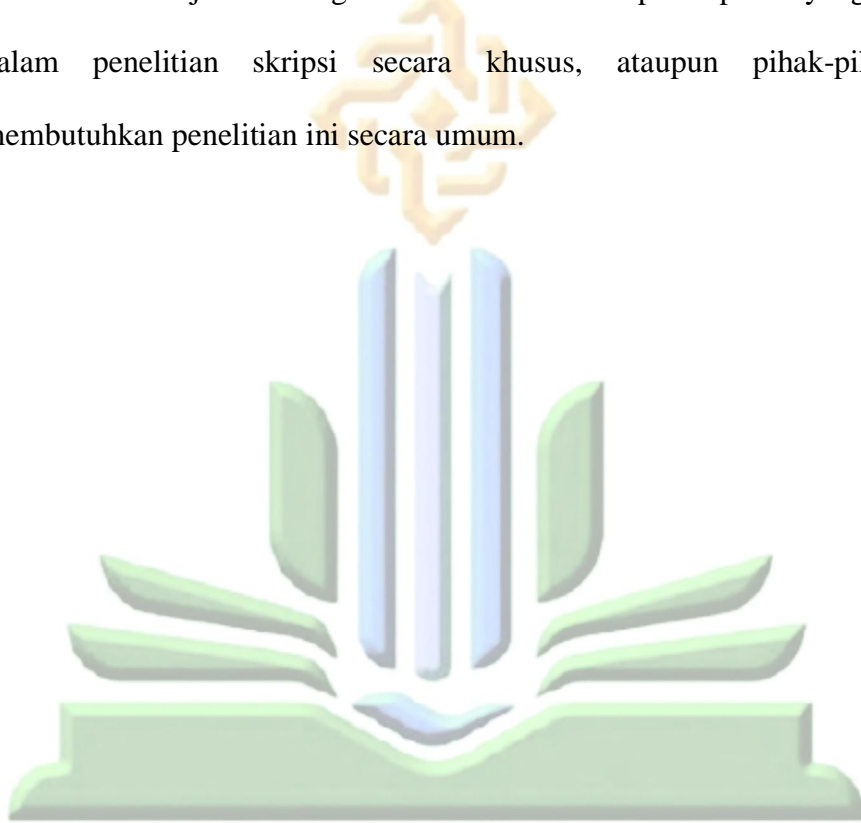 alam penelitian skripsi secara khusus, ataupun pihak-pi
membutuhkan penelitian ini secara umum.